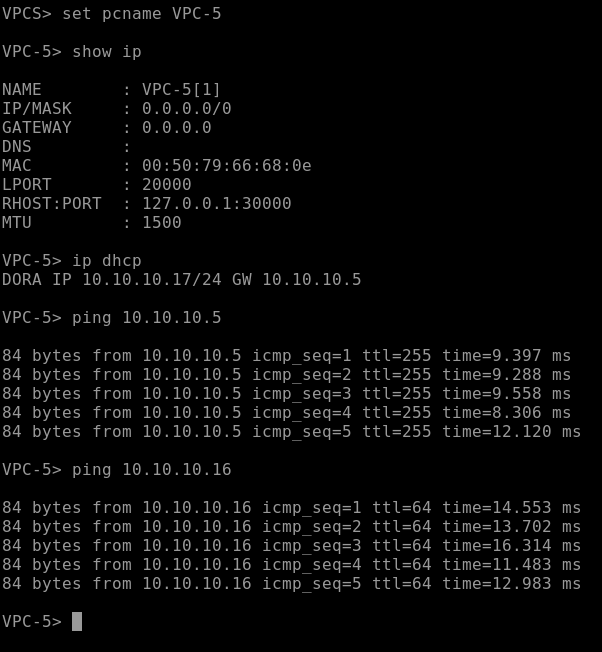 VPCS> set pcname VPC-5
VPC-5> show ip
NAME        : VPC-5[1]
IP/MASK     : 0.0.0.0/0
GATEWAY     : 0.0.0.0
DNS         :
MAC         : 00:50:79:66:68:0e
LPORT       : 20000
RHOST:PORT  : 127.0.0.1:30000
MTU         : 1500
VPC-5> ip dhcp
DORA IP 10.10.10.17/24 GW 10.10.10.5
VPC-5> ping 10.10.10.5
84 bytes from 10.10.10.5 icmp_seq=1 ttl=255 time=9.397 ms
84 bytes from 10.10.10.5 icmp_seq=2 ttl=255 time=9.288 ms
84 bytes from 10.10.10.5 icmp_seq=3 ttl=255 time=9.558 ms
84 bytes from 10.10.10.5 icmp_seq=4 ttl=255 time=8.306 ms
84 bytes from 10.10.10.5 icmp_seq=5 ttl=255 time=12.120 ms
VPC-5> ping 10.10.10.16
84 bytes from 10.10.10.16 icmp_seq=1 ttl=64 time=14.553 ms
84 bytes from 10.10.10.16 icmp_seq=2 ttl=64 time=13.702 ms
84 bytes from 10.10.10.16 icmp_seq=3 ttl=64 time=16.314 ms
84 bytes from 10.10.10.16 icmp_seq=4 ttl=64 time=11.483 ms
84 bytes from 10.10.10.16 icmp_seq=5 ttl=64 time=12.983 ms
VPC-5>